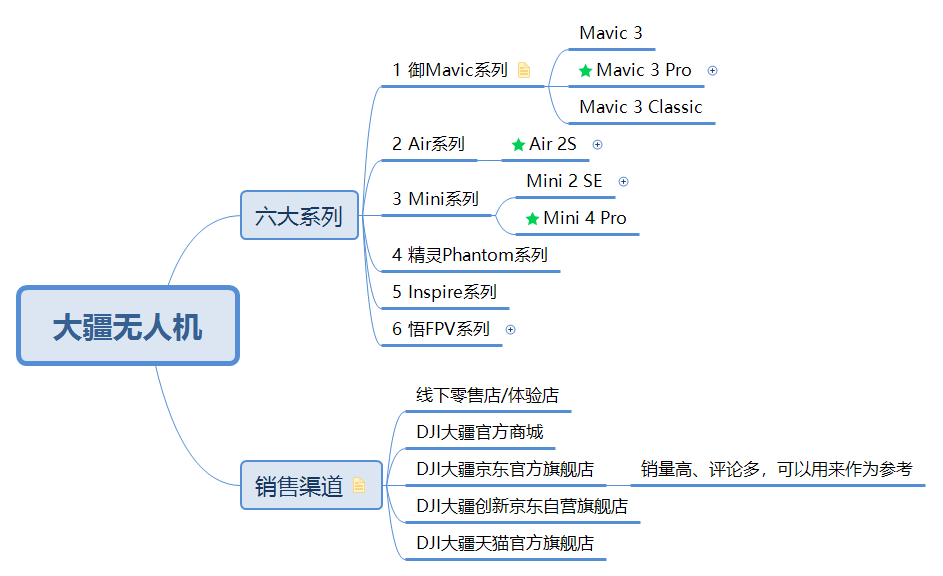 大疆无人机
六大系列
1 御Mavic系列
Mavic 3
Mavic 3 Pro
Mavic 3 Classic
2 Air系列
Air 2S
3 Mini系列
Mini 2 SE
Mini 4 Pro
4 精灵Phantom系列
5 Inspire系列
6 悟FPV系列
销售渠道
线下零售店/体验店
DJI大疆官方商城
DJI大疆京东官方旗舰店
销量高、评论多，可以用来作为参考
DJI大疆创新京东自营旗舰店
DJI大疆天猫官方旗舰店